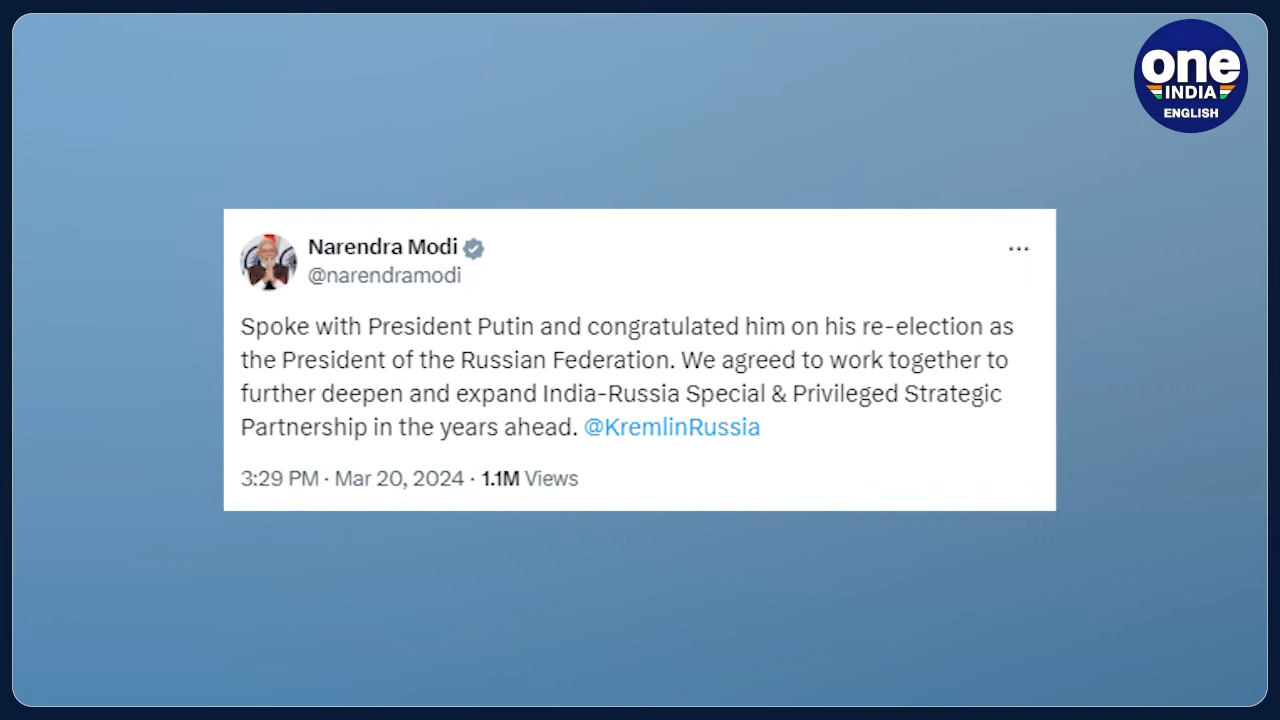 one
INDIA
ENGLISH
Narendra Modi
@narendramodi
Spoke with President Putin and congratulated him on his re-election as
the President of the Russian Federation. We agreed to work together to
further deepen and expand India-Russia Special & Privileged Strategic
Partnership in the years ahead. @KremlinRussia
3:29 PM · Mar 20, 2024 · 1.1M Views